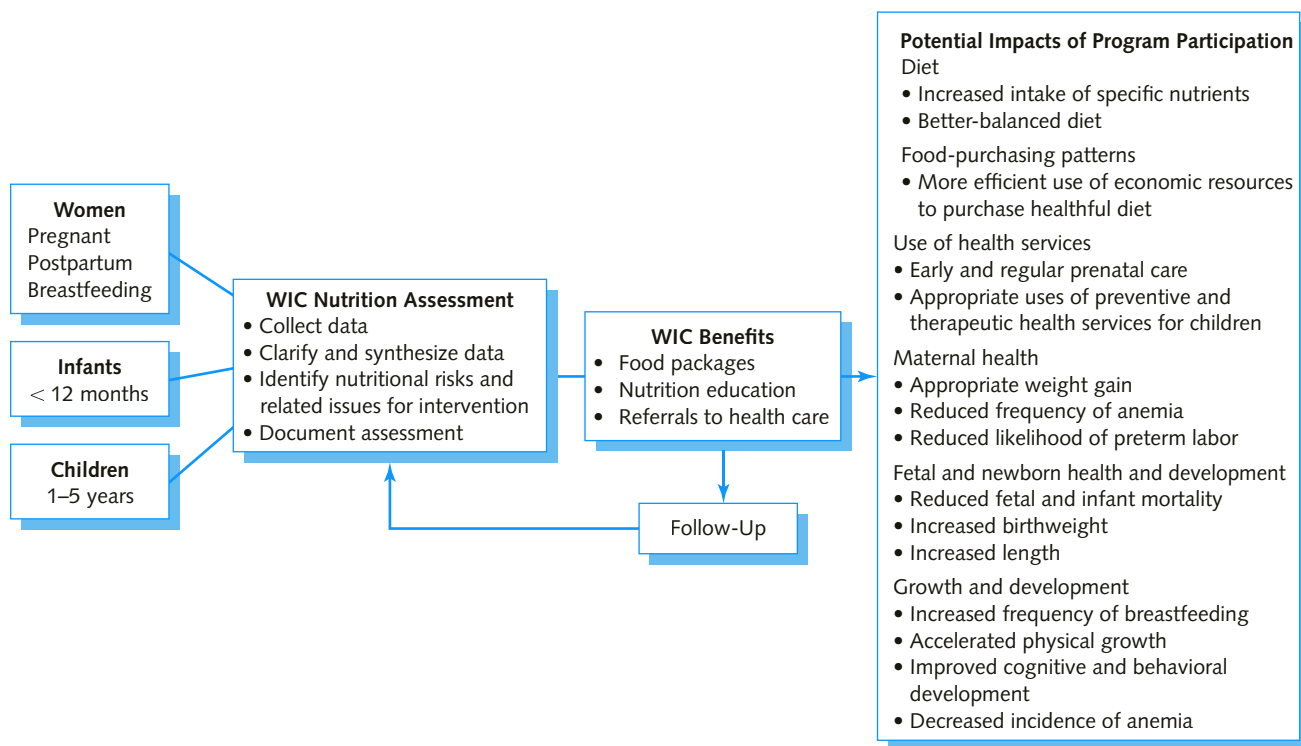 Women
Pregnant
Postpartum
Breastfeeding
Infants
< 12 months
Children
1–5 years
WIC Nutrition Assessment
• Collect data
• Clarify and synthesize data
• Identify nutritional risks and
related issues for intervention
• Document assessment
WIC Benefits
• Food packages
• Nutrition education
• Referrals to health care
Follow-Up
Potential Impacts of Program Participation
Diet
• Increased intake of specific nutrients
• Better-balanced diet
Food-purchasing patterns
• More efficient use of economic resources
to purchase healthful diet
Use of health services
• Early and regular prenatal care
• Appropriate uses of preventive and
therapeutic health services for children
Maternal health
• Appropriate weight gain
• Reduced frequency of anemia
• Reduced likelihood of preterm labor
Fetal and newborn health and development
• Reduced fetal and infant mortality
• Increased birthweight
• Increased length
Growth and development
• Increased frequency of breastfeeding
• Accelerated physical growth
• Improved cognitive and behavioral
development
• Decreased incidence of anemia